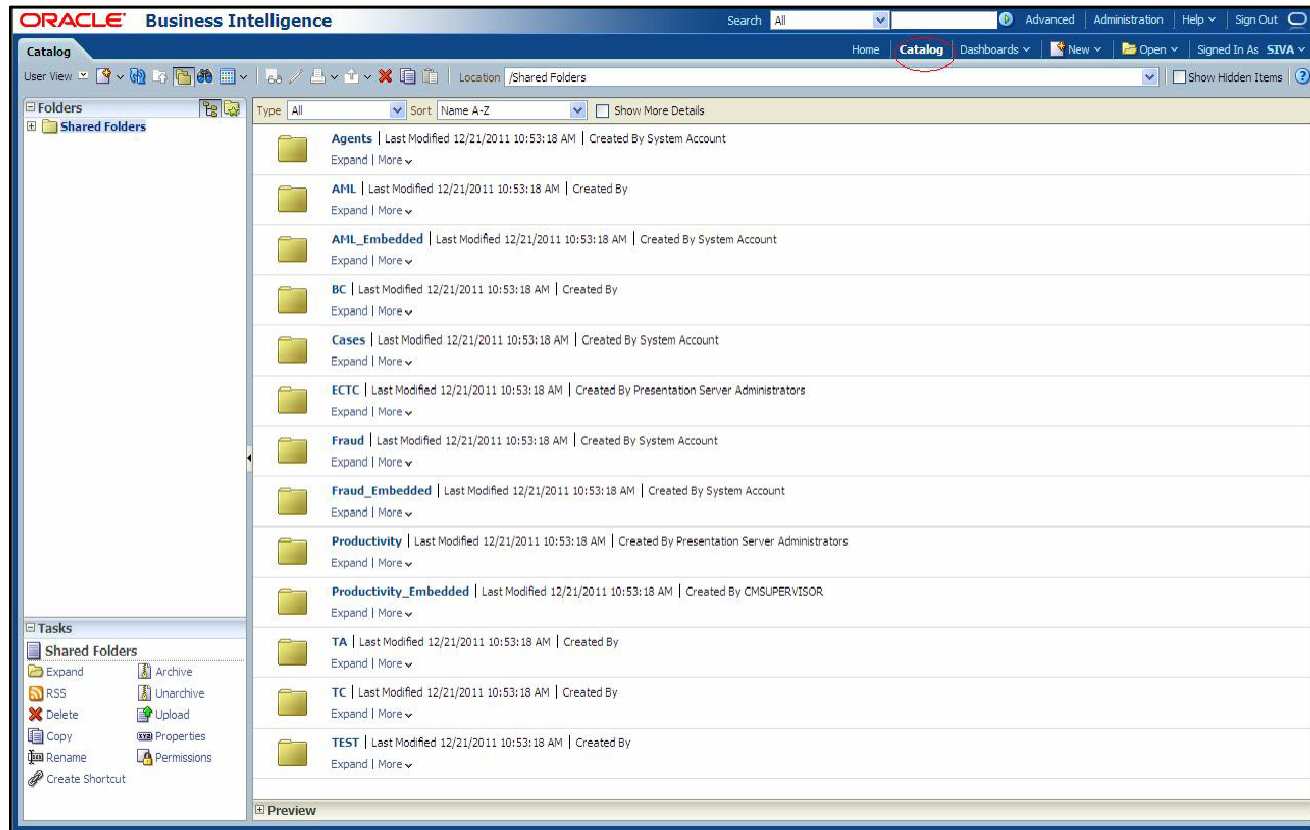 ORACLE Business Intelligence Search All Advanced Administration Help Sign Out
Catalog Home Catalog Dashboards New Open Signed In As SIVA
User View Location /Shared Folders Show Hidden Items
Folders
Shared Folders
Type All Sort Name A-Z Show More Details
Agents | Last Modified 12/21/2011 10:53:18 AM | Created By System Account
Expand | More
AML | Last Modified 12/21/2011 10:53:18 AM | Created By
Expand | More
AML_Embedded | Last Modified 12/21/2011 10:53:18 AM | Created By System Account
Expand | More
BC | Last Modified 12/21/2011 10:53:18 AM | Created By
Expand | More
Cases | Last Modified 12/21/2011 10:53:18 AM | Created By System Account
Expand | More
ECTC | Last Modified 12/21/2011 10:53:18 AM | Created By Presentation Server Administrators
Expand | More
Fraud | Last Modified 12/21/2011 10:53:18 AM | Created By System Account
Expand | More
Fraud_Embedded | Last Modified 12/21/2011 10:53:18 AM | Created By System Account
Expand | More
Productivity | Last Modified 12/21/2011 10:53:18 AM | Created By Presentation Server Administrators
Expand | More
Productivity_Embedded | Last Modified 12/21/2011 10:53:18 AM | Created By CMSUPERVISOR
Expand | More
TA | Last Modified 12/21/2011 10:53:18 AM | Created By
Expand | More
TC | Last Modified 12/21/2011 10:53:18 AM | Created By
Expand | More
TEST | Last Modified 12/21/2011 10:53:18 AM | Created By
Expand | More
Tasks
Shared Folders
Expand Archive
RSS Unarchive
Delete Upload
Copy xyz Properties
Rename Permissions
Create Shortcut
Preview